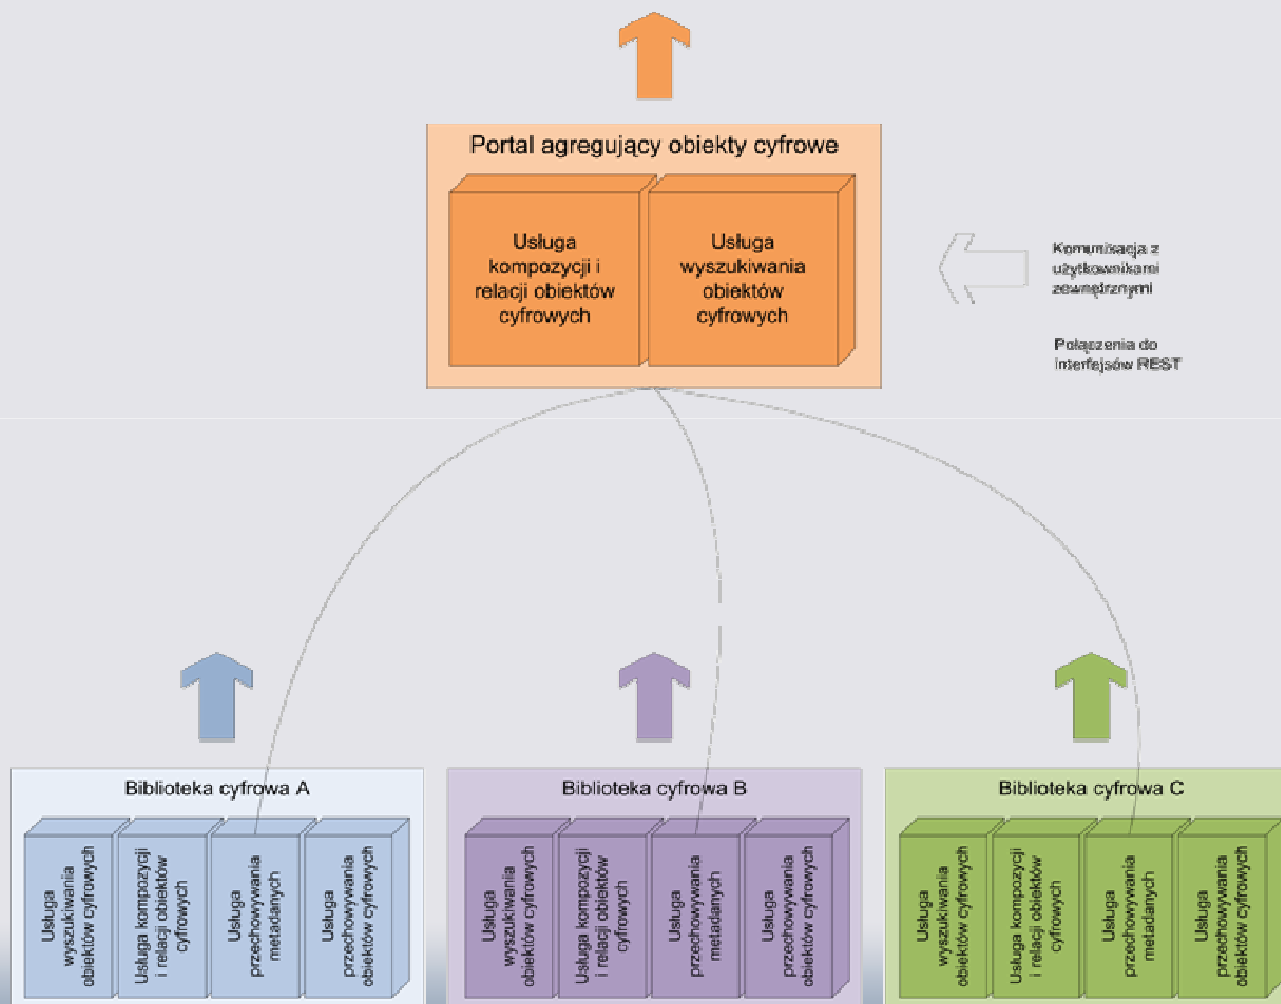 Portal agregujący obiekty cyfrowe
Usługa
kompozycji i
relacji obiektów
cyfrowych
Usługa
wyszukiwania
obiektów
cyfrowych
Komunikacja z
użytkownikami
zewnętrznymi
Połączenia do
interfejsów REST
Biblioteka cyfrowa A
Usługa
wyszukiwania
obiektów cyfrowych
Usługa kompozycji
i relacji obiektów
cyfrowych
Usługa
przechowywania
metadanych
Usługa
przechowywania
obiektów cyfrowych
Biblioteka cyfrowa B
Usługa
wyszukiwania
obiektów cyfrowych
Usługa kompozycji
i relacji obiektów
cyfrowych
Usługa
przechowywania
metadanych
Usługa
przechowywania
obiektów cyfrowych
Biblioteka cyfrowa C
Usługa
wyszukiwania
obiektów cyfrowych
Usługa kompozycji
i relacji obiektów
cyfrowych
Usługa
przechowywania
metadanych
Usługa
przechowywania
obiektów cyfrowych